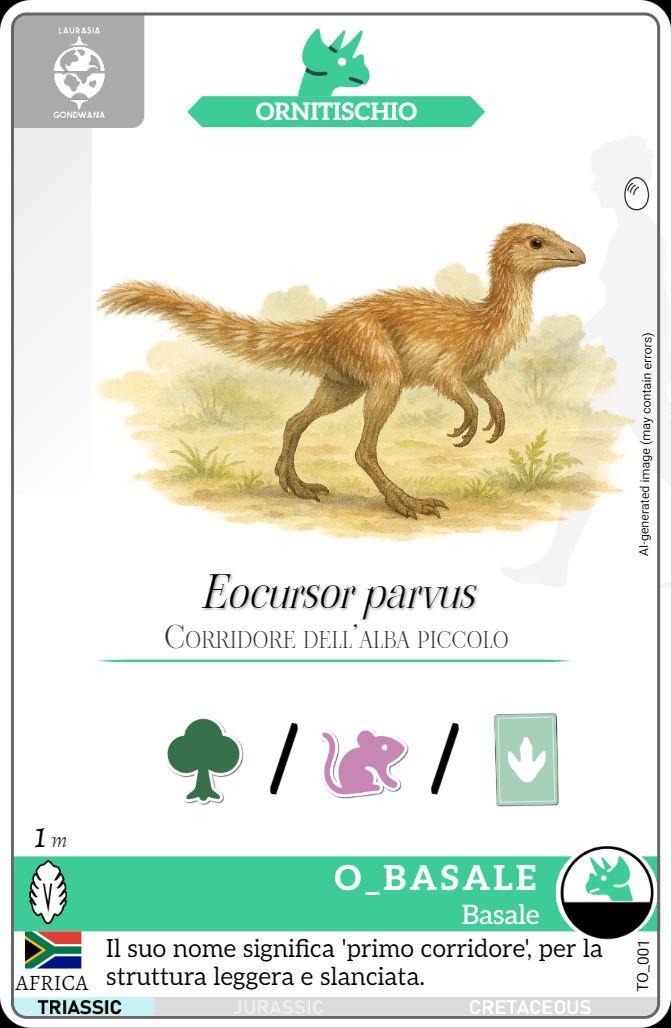 LAURASIA
GONDWANA
ORNITISCHIO
AI-generated image (may contain errors)
Eocursor parvus
Corridore dell'alba piccolo
1 m
O_BASALE
Basale
Il suo nome significa 'primo corridore', per la
struttura leggera e slanciata.
AFRICA
TO_001
TRIASSIC
JURASSIC
CRETACEOUS